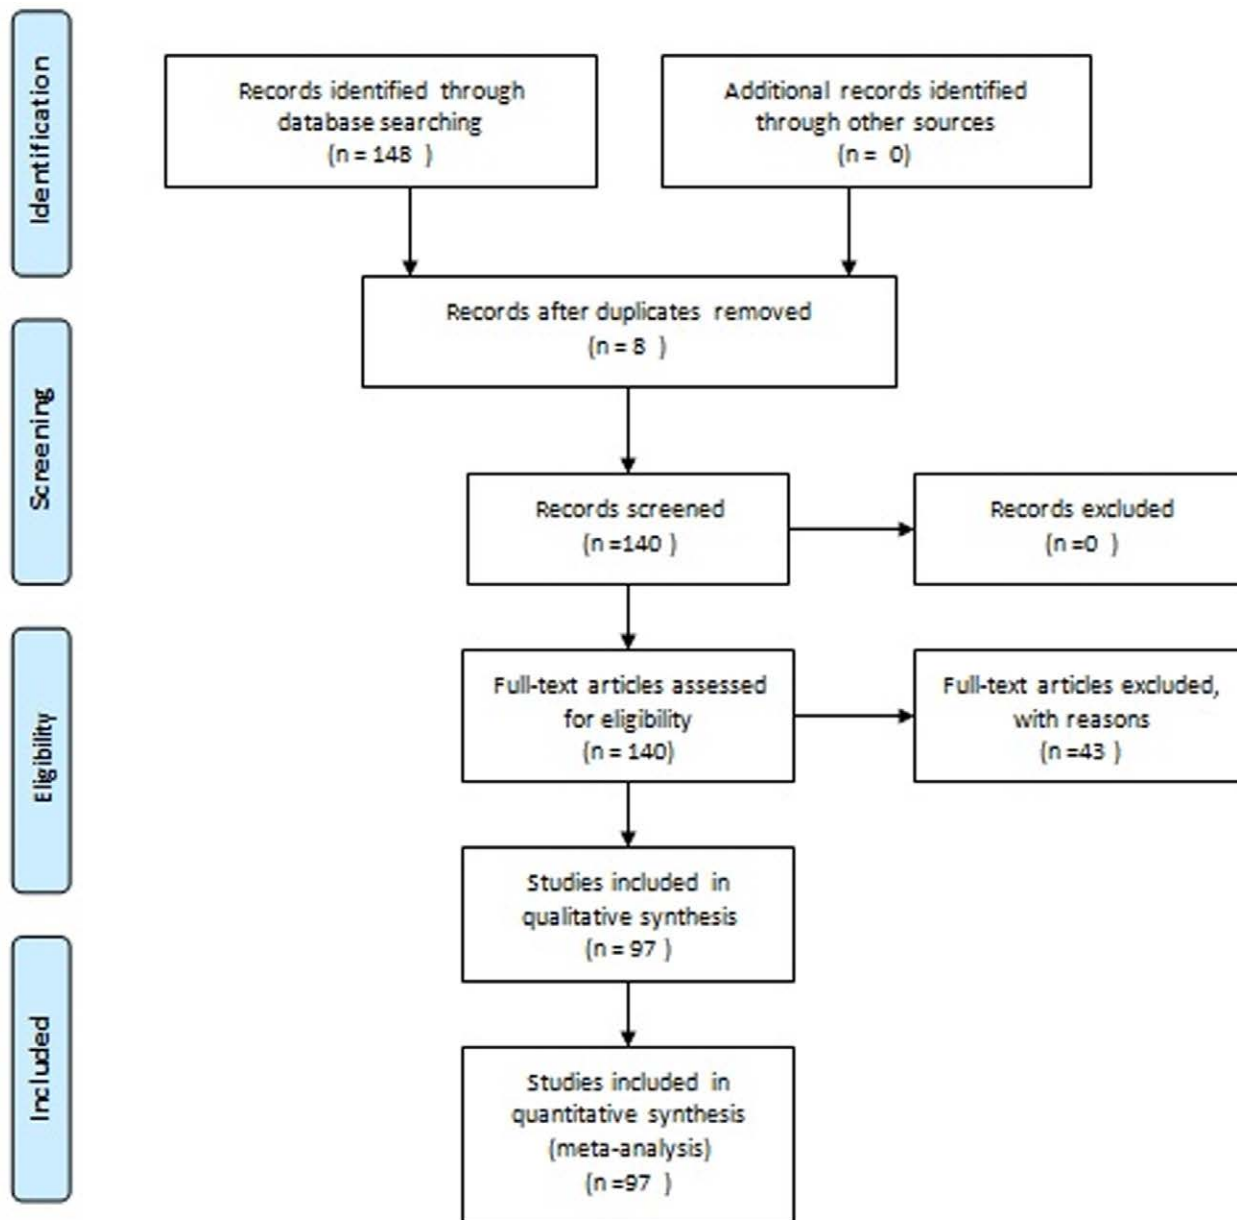 Identification
Records identified through
database searching
(n = 148 )
Additional records identified
through other sources
(n = 0)
Records after duplicates removed
(n = 8 )
Screening
Records screened
(n =140 )
Records excluded
(n =0 )
Eligibility
Full-text articles assessed
for eligibility
(n = 140)
Full-text articles excluded,
with reasons
(n =43 )
Studies included in
qualitative synthesis
(n = 97 )
Included
Studies included in
quantitative synthesis
(meta-analysis)
(n =97 )